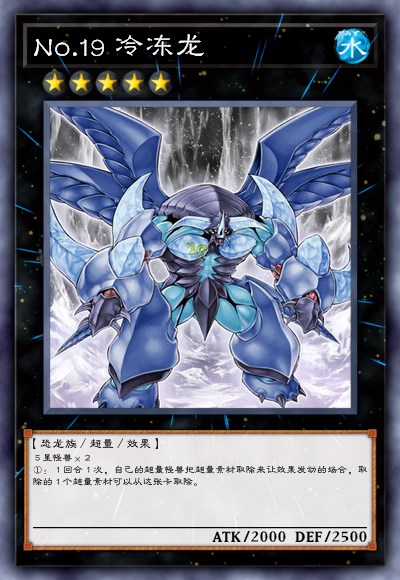 No.19 冷冻龙
水
19
【恐龙族／超量／效果】
５星怪兽×２
①：１回合１次，自己的超量怪兽把超量素材取除来让效果发动的场合，取
除的１个超量素材可以从这张卡取除。
ATK/2000 DEF/2500